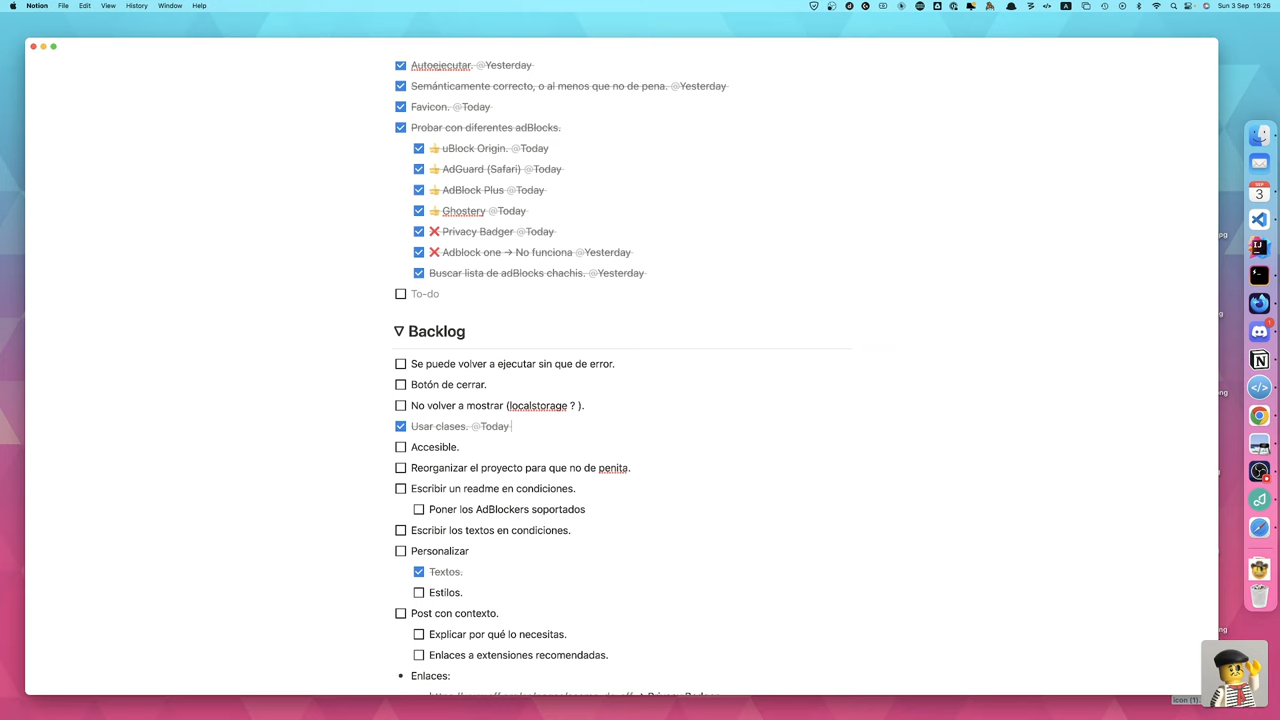 Notion File Edit View History Window Help
Sun 3 Sep 19:26
Autoejecutar. @Yesterday
Semánticamente correcto, o al menos que no de pena. @Yesterday
Favicon. @Today
Probar con diferentes adBlocks.
👍 uBlock Origin. @Today
👍 AdGuard (Safari) @Today
👍 AdBlock Plus @Today
👍 Ghostery @Today
❌ Privacy Badger @Today
❌ Adblock one → No funciona @Yesterday
Buscar lista de adBlocks chachis. @Yesterday
To-do
Backlog
Se puede volver a ejecutar sin que de error.
Botón de cerrar.
No volver a mostrar (localstorage ? ).
Usar clases. @Today
Accesible.
Reorganizar el proyecto para que no de penita.
Escribir un readme en condiciones.
Poner los AdBlockers soportados
Escribir los textos en condiciones.
Personalizar
Textos.
Estilos.
Post con contexto.
Explicar por qué lo necesitas.
Enlaces a extensiones recomendadas.
Enlaces:
SEP
3
icon (1).